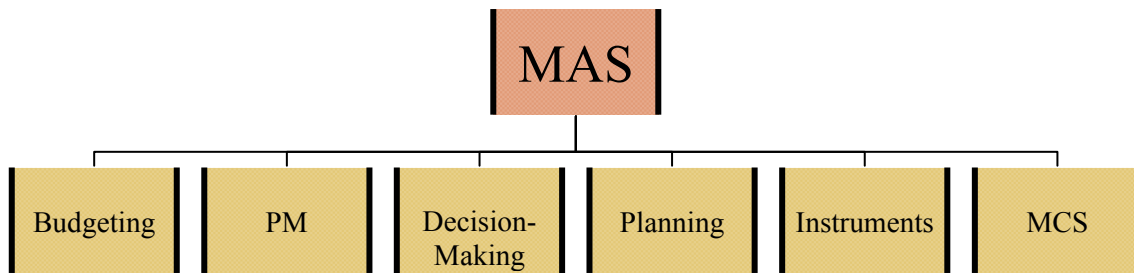 MAS
Budgeting
PM
Decision-
Making
Planning
Instruments
MCS